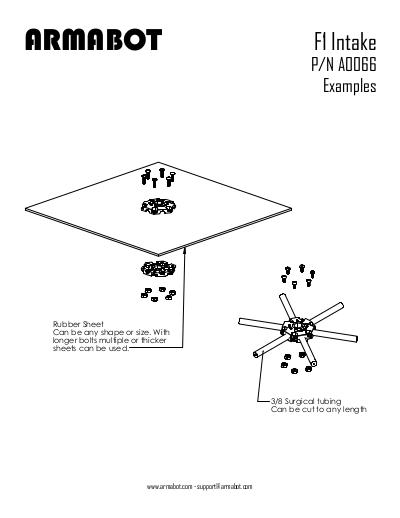 ARMABOT
F1 Intake
P/N A0066
Examples
Rubber Sheet
Can be any shape or size. With
longer bolts multiple or thicker
sheets can be used.
3/8 Surgical tubing
Can be cut to any length
www.armabot.com - support@armabot.com